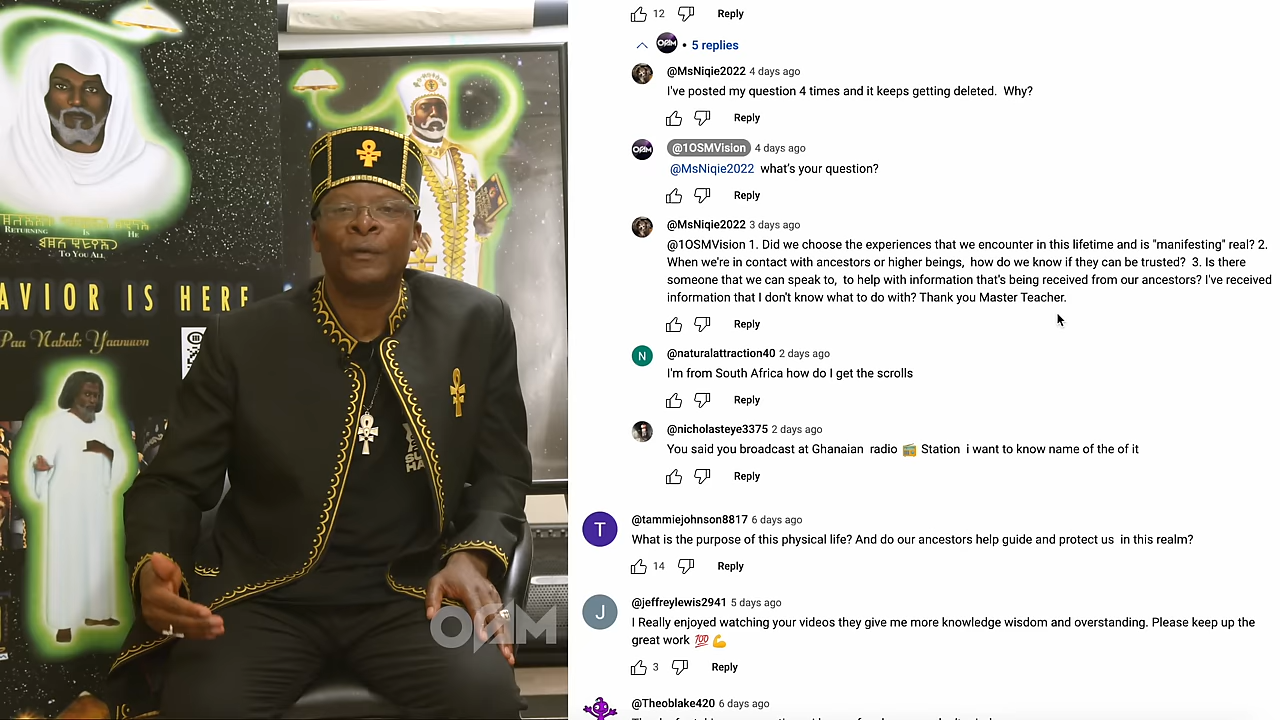 RETURNING IS HE
TO YOU ALL
AVIOR IS HERE
Paa Nabab: Yaanuwn
OSM
12
Reply
5 replies
@MsNiqie2022 4 days ago
I've posted my question 4 times and it keeps getting deleted. Why?
Reply
@1OSMVision 4 days ago
@MsNiqie2022 what's your question?
Reply
@MsNiqie2022 3 days ago
@1OSMVision 1. Did we choose the experiences that we encounter in this lifetime and is "manifesting" real? 2.
When we're in contact with ancestors or higher beings, how do we know if they can be trusted? 3. Is there
someone that we can speak to, to help with information that's being received from our ancestors? I've received
information that I don't know what to do with? Thank you Master Teacher.
Reply
N
@naturalattraction40 2 days ago
I'm from South Africa how do I get the scrolls
Reply
@nicholasteye3375 2 days ago
You said you broadcast at Ghanaian radio 📻 Station i want to know name of the of it
Reply
T
@tammiejohnson8817 6 days ago
What is the purpose of this physical life? And do our ancestors help guide and protect us in this realm?
14
Reply
J
@jeffreylewis2941 5 days ago
I Really enjoyed watching your videos they give me more knowledge wisdom and overstanding. Please keep up the
great work 💯 💪
3
Reply
@Theoblake420 6 days ago